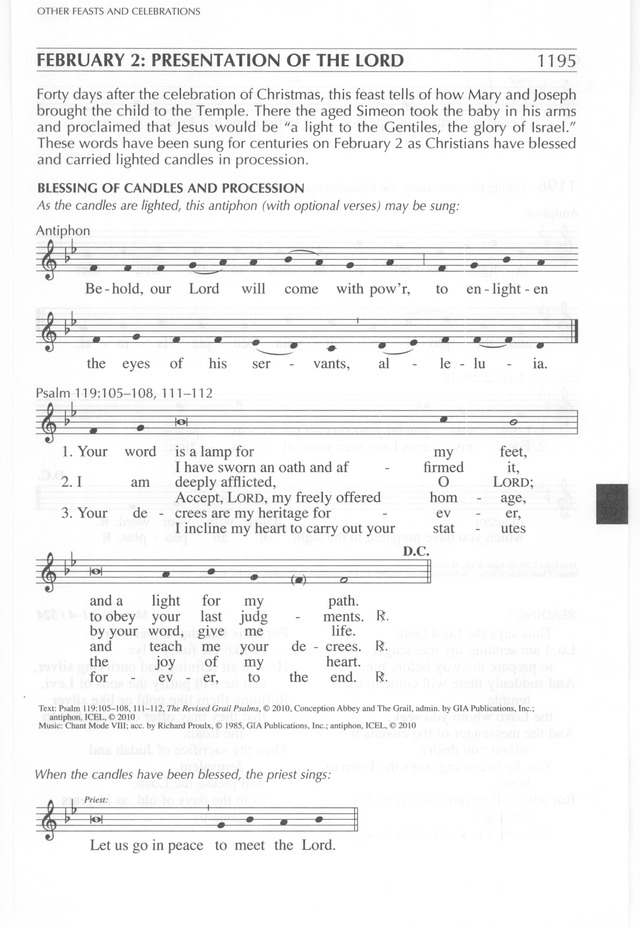 OTHER FEASTS AND CELEBRATIONS
FEBRUARY 2: PRESENTATION OF THE LORD 1195
Forty days after the celebration of Christmas, this feast tells of how Mary and Joseph
brought the child to the Temple. There the aged Simeon took the baby in his arms
and proclaimed that Jesus would be “a light to the Gentiles, the glory of Israel.”
These words have been sung for centuries on February 2 as Christians have blessed
and carried lighted candles in procession.
BLESSING OF CANDLES AND PROCESSION
As the candles are lighted, this antiphon (with optional verses) may be sung:
Antiphon
Be - hold, our Lord will come with pow'r, to en - light - en
the eyes of his ser - vants, al - le - lu - ia.
Psalm 119:105–108, 111–112
1. Your word is a lamp for my feet,
I have sworn an oath and af - firmed it,
2. I am deeply afflicted, O LORD;
Accept, LORD, my freely offered hom - age,
3. Your de - crees are my heritage for - ev - er,
I incline my heart to carry out your stat - utes
D.C.
and a light for my path.
to obey your last judg - ments. ℟.
by your word, give me life.
and teach me your de - crees. ℟.
the joy of my heart.
for - ev - er, to the end. ℟.
Text: Psalm 119:105–108, 111–112, The Revised Grail Psalms, © 2010, Conception Abbey and The Grail, admin. by GIA Publications, Inc.;
antiphon, ICEL, © 2010
Music: Chant Mode VIII; acc. by Richard Proulx, © 1985, GIA Publications, Inc.; antiphon, ICEL, © 2010
When the candles have been blessed, the priest sings:
Priest:
Let us go in peace to meet the Lord.